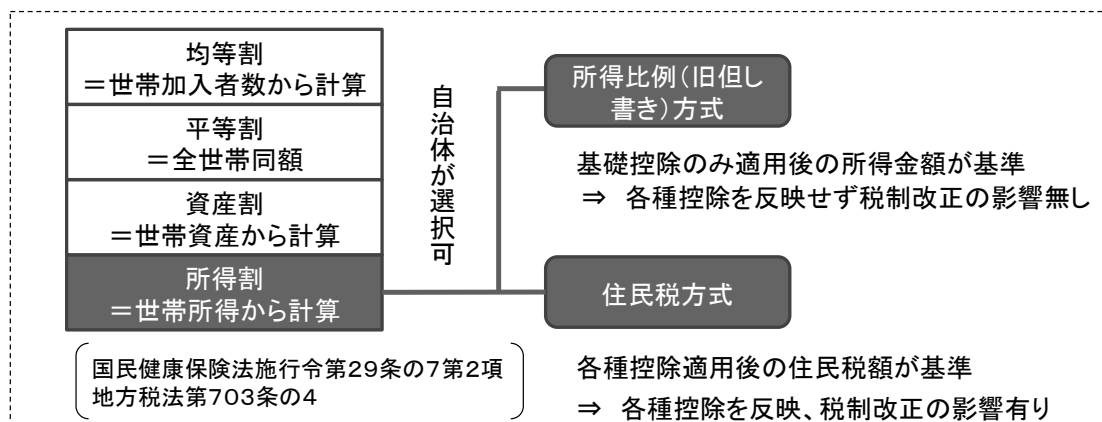 均等割
=世帯加入者数から計算
平等割
=全世帯同額
資産割
=世帯資産から計算
所得割
=世帯所得から計算
自治体が選択可
所得比例(旧但し
書き)方式
基礎控除のみ適用後の所得金額が基準
⇒ 各種控除を反映せず税制改正の影響無し
住民税方式
各種控除適用後の住民税額が基準
⇒ 各種控除を反映、税制改正の影響有り
国民健康保険法施行令第29条の7第2項
地方税法第703条の4